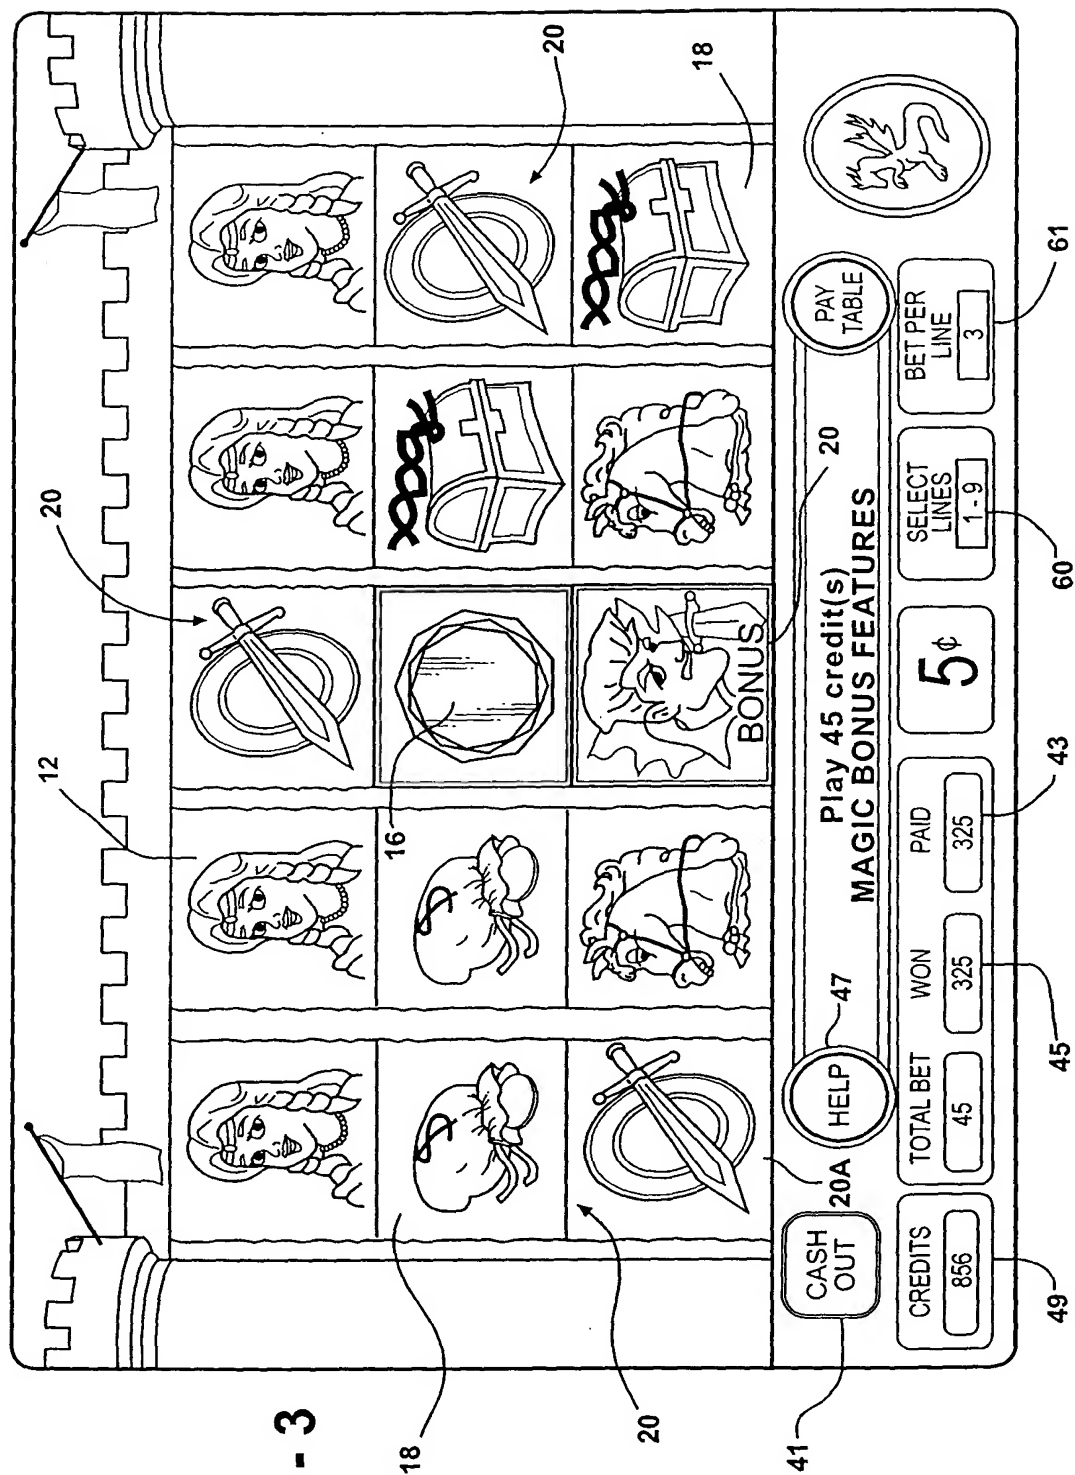 12
20
- 3
16
18
20
20
18
BONUS
41
CASH
OUT
20A
HELP
47
Play 45 credit(s)
MAGIC BONUS FEATURES
20
PAY
TABLE
CREDITS
856
TOTAL BET
45
WON
325
PAID
325
5¢
SELECT
LINES
1 - 9
BET PER
LINE
3
49
45
43
60
61